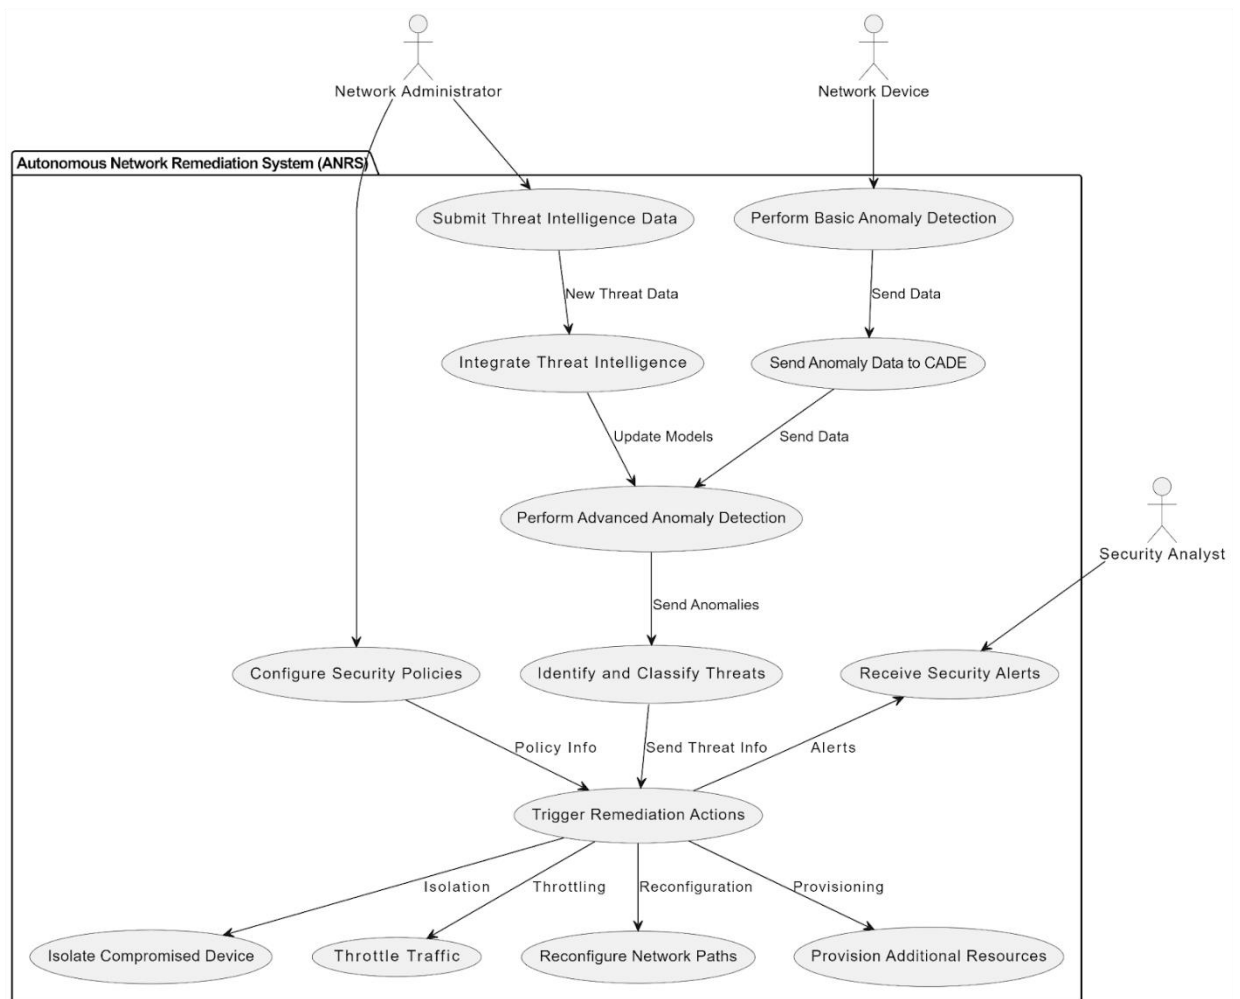 Network Administrator
Network Device
Autonomous Network Remediation System (ANRS)
Submit Threat Intelligence Data
Perform Basic Anomaly Detection
New Threat Data
Send Data
Integrate Threat Intelligence
Send Anomaly Data to CADE
Update Models
Send Data
Perform Advanced Anomaly Detection
Security Analyst
Send Anomalies
Configure Security Policies
Identify and Classify Threats
Receive Security Alerts
Policy Info
Send Threat Info
Alerts
Trigger Remediation Actions
Isolation
Throttling
Reconfiguration
Provisioning
Isolate Compromised Device
Throttle Traffic
Reconfigure Network Paths
Provision Additional Resources